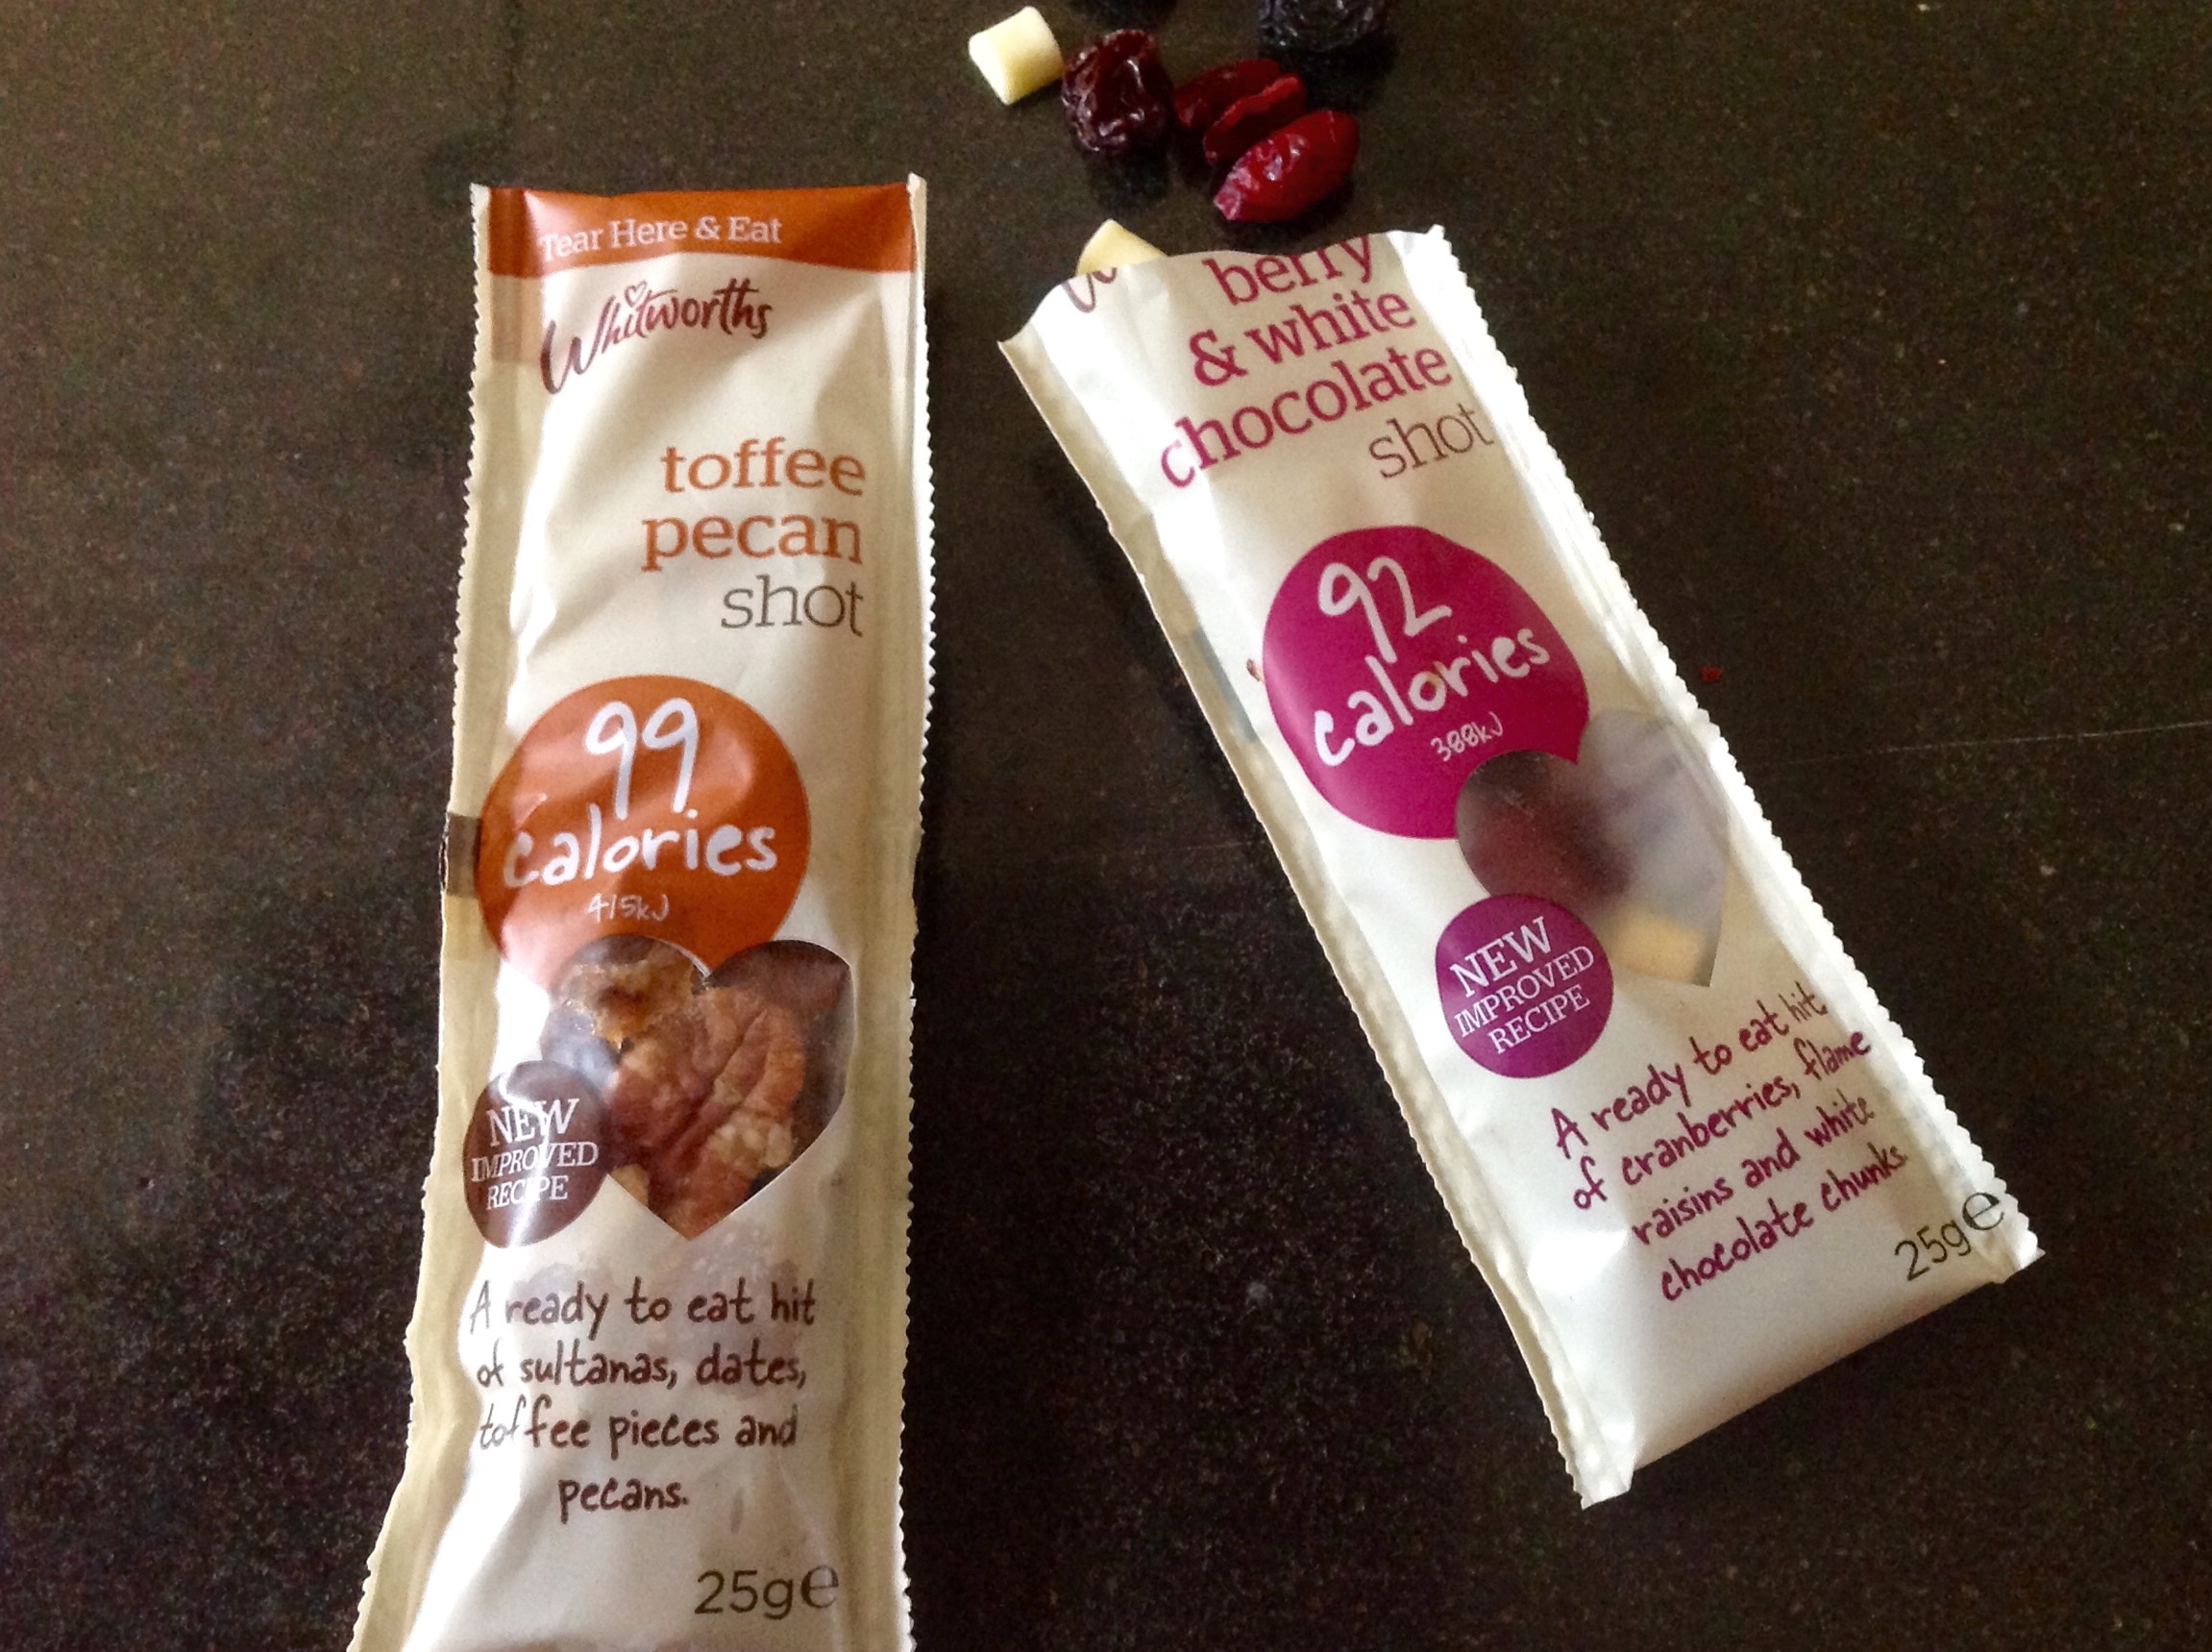 Tear Here & Eat
Whitworths
toffee
pecan
shot
99
calories
415kJ
NEW
IMPROVED
RECIPE
A ready to eat hit
of sultanas, dates,
toffee pieces and
pecans.
25g℮
berry
& white
chocolate
shot
92
calories
388kJ
NEW
IMPROVED
RECIPE
A ready to eat hit
of cranberries, flame
raisins and white
chocolate chunks.
25g℮